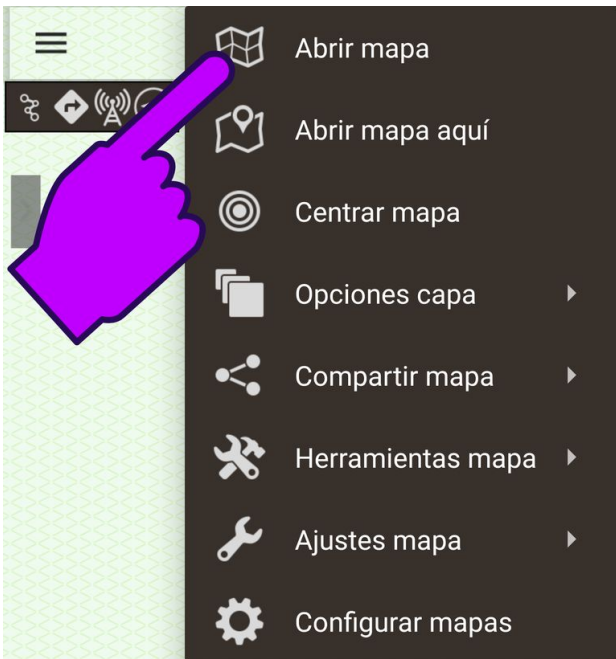 Abrir mapa
Abrir mapa aquí
Centrar mapa
Opciones capa
Compartir mapa
Herramientas mapa
Ajustes mapa
Configurar mapas